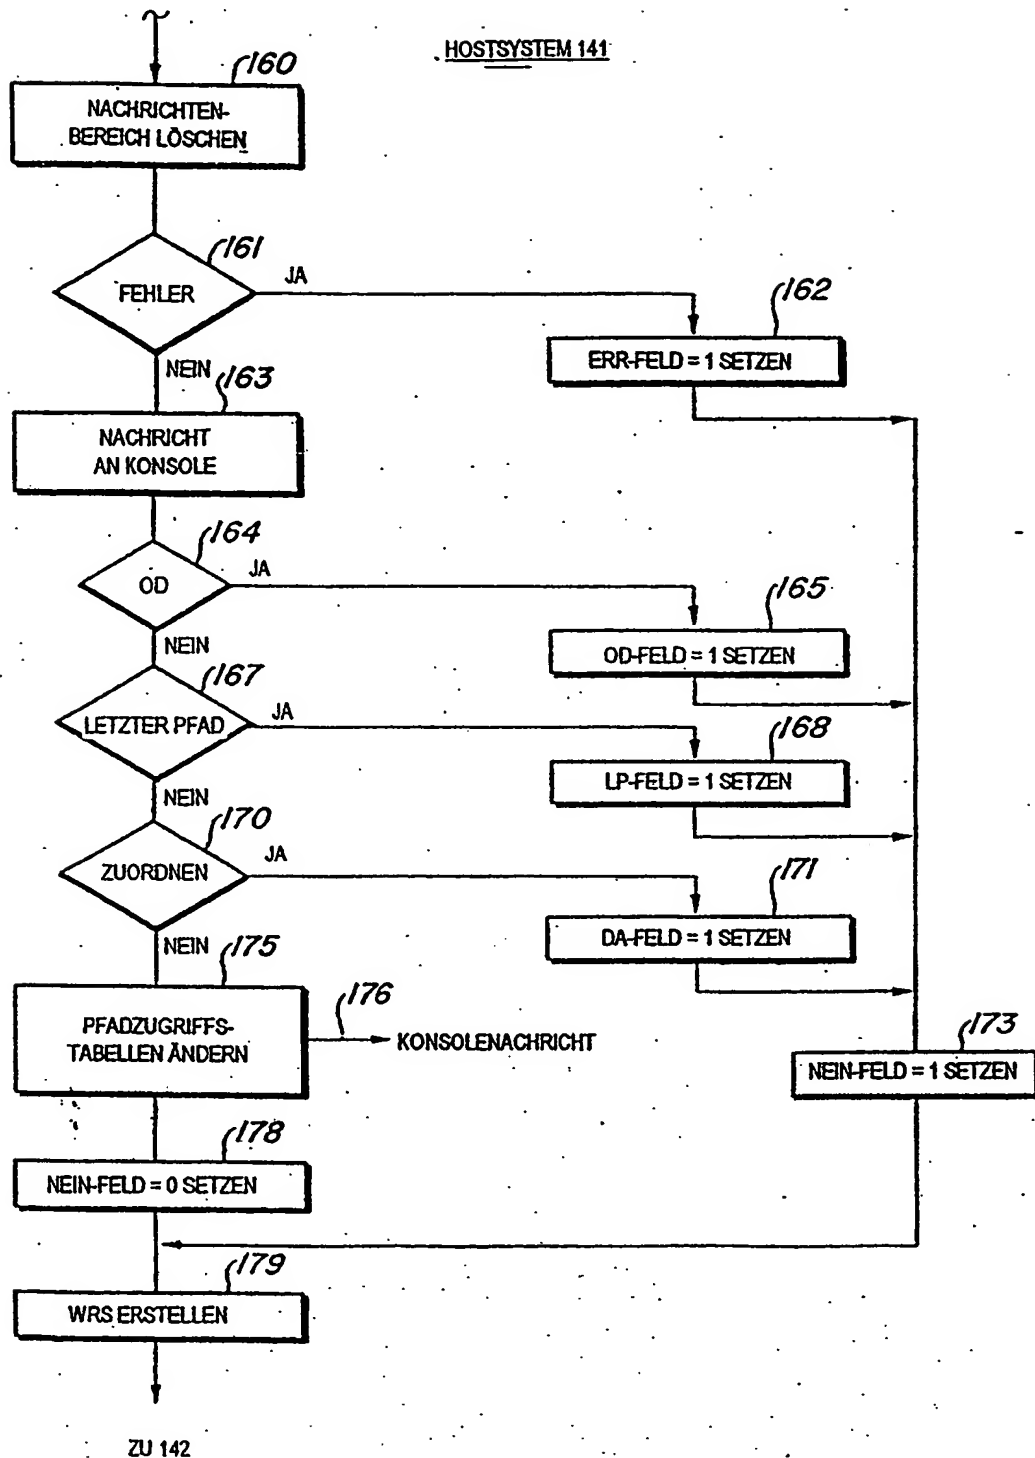 HOSTSYSTEM 141
160
NACHRICHTEN-
BEREICH LÖSCHEN
161
FEHLER
JA
162
ERR-FELD = 1 SETZEN
NEIN
163
NACHRICHT
AN KONSOLE
164
OD
JA
165
OD-FELD = 1 SETZEN
NEIN
167
LETZTER PFAD
JA
168
LP-FELD = 1 SETZEN
NEIN
170
ZUORDNEN
JA
171
DA-FELD = 1 SETZEN
NEIN
175
PFADZUGRIFFS-
TABELLEN ÄNDERN
176
KONSOLENACHRICHT
173
NEIN-FELD = 1 SETZEN
178
NEIN-FELD = 0 SETZEN
179
WRS ERSTELLEN
ZU 142